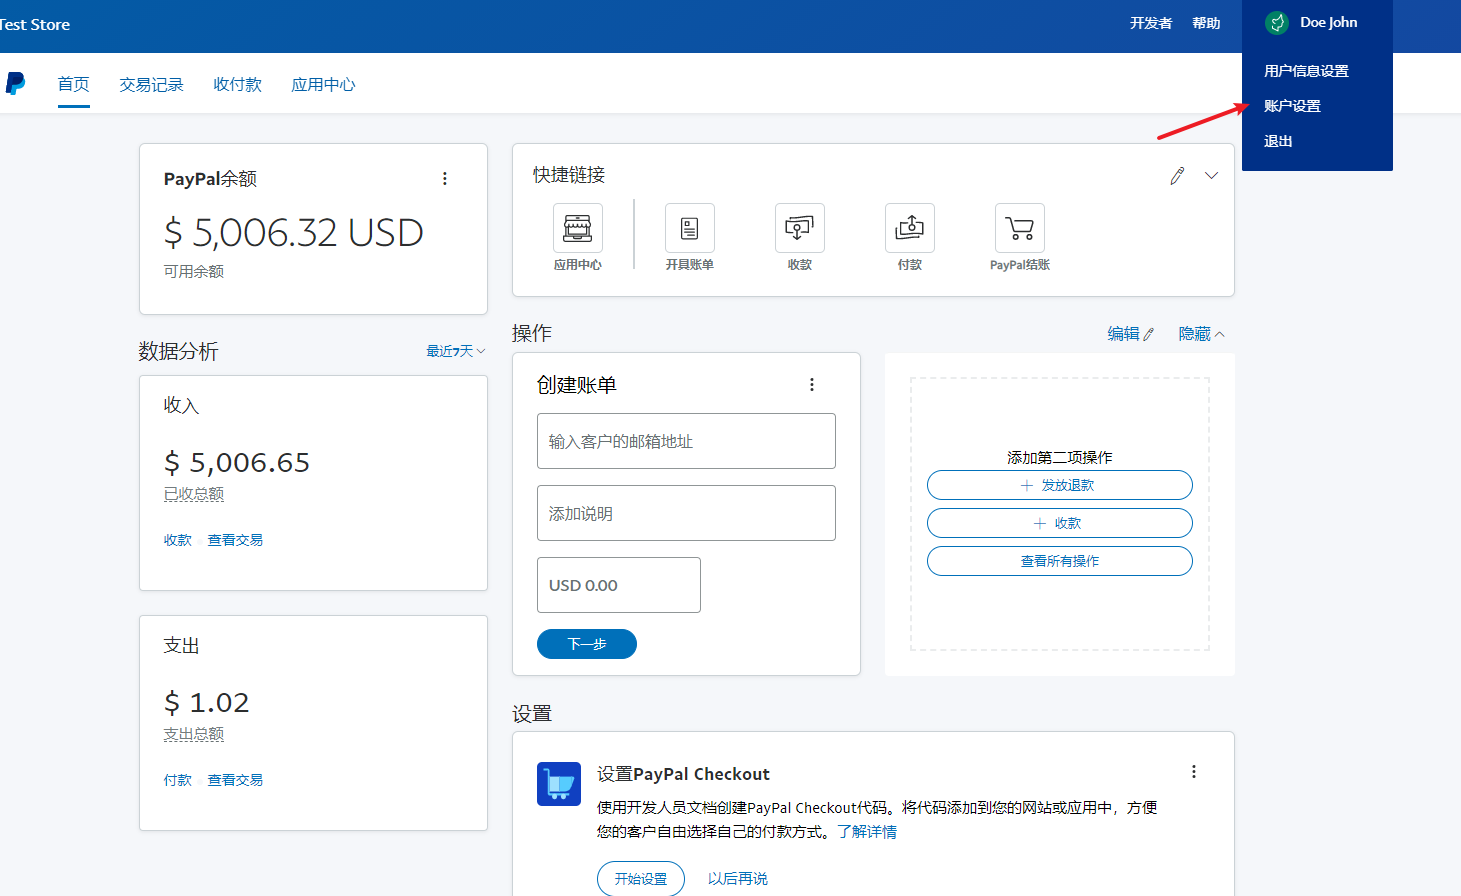 Test Store
开发者
帮助
Doe John
用户信息设置
账户设置
退出
首页
交易记录
收付款
应用中心
PayPal余额
$ 5,006.32 USD
可用余额
快捷链接
应用中心
开具账单
收款
付款
PayPal结账
数据分析
最近7天
收入
$ 5,006.65
已收总额
收款
查看交易
支出
$ 1.02
支出总额
付款
查看交易
操作
编辑
隐藏
创建账单
输入客户的邮箱地址
添加说明
USD 0.00
下一步
添加第二项操作
发放退款
收款
查看所有操作
设置
设置PayPal Checkout
使用开发人员文档创建PayPal Checkout代码。将代码添加到您的网站或应用中，方便
您的客户自由选择自己的付款方式。了解详情
开始设置
以后再说